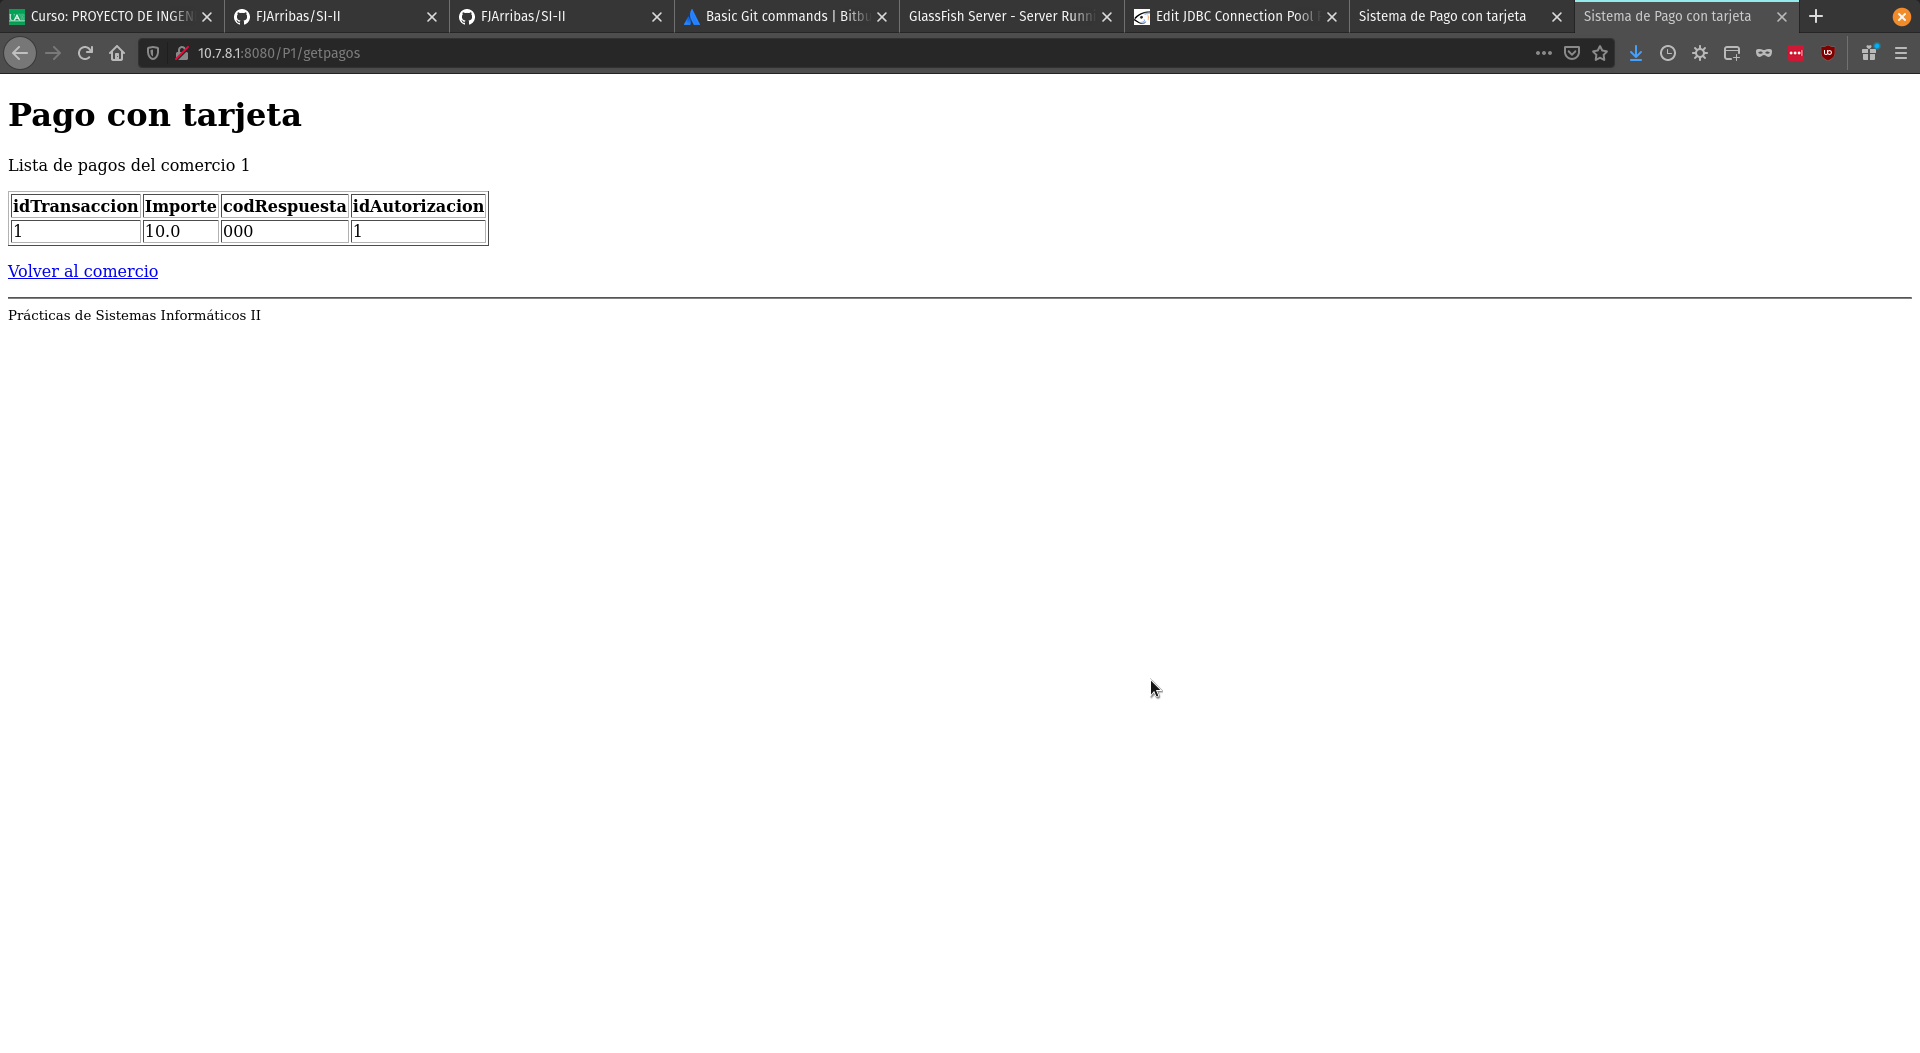 Curso: PROYECTO DE INGEN
FJArribas/SI-II
FJArribas/SI-II
Basic Git commands | Bitbu
GlassFish Server - Server Runn
Edit JDBC Connection Pool
Sistema de Pago con tarjeta
Sistema de Pago con tarjeta
10.7.8.1:8080/P1/getpagos
Pago con tarjeta
Lista de pagos del comercio 1
idTransaccion Importe codRespuesta idAutorizacion
1 10.0 000 1
Volver al comercio
Prácticas de Sistemas Informáticos II